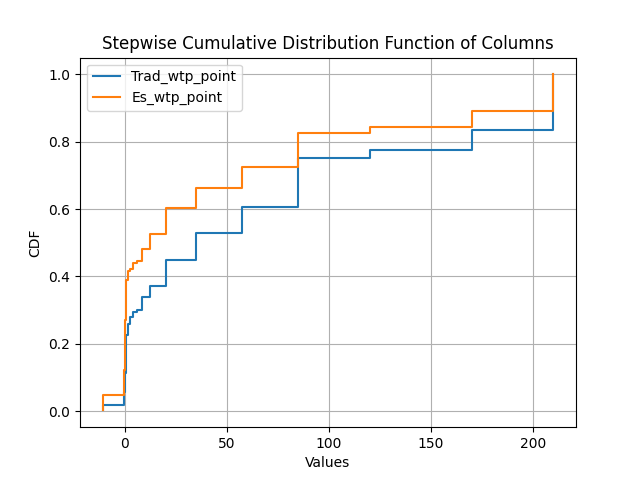 Stepwise Cumulative Distribution Function of Columns
Trad_wtp_point
Es_wtp_point
CDF
1.0
0.8
0.6
0.4
0.2
0.0
0
50
100
150
200
Values